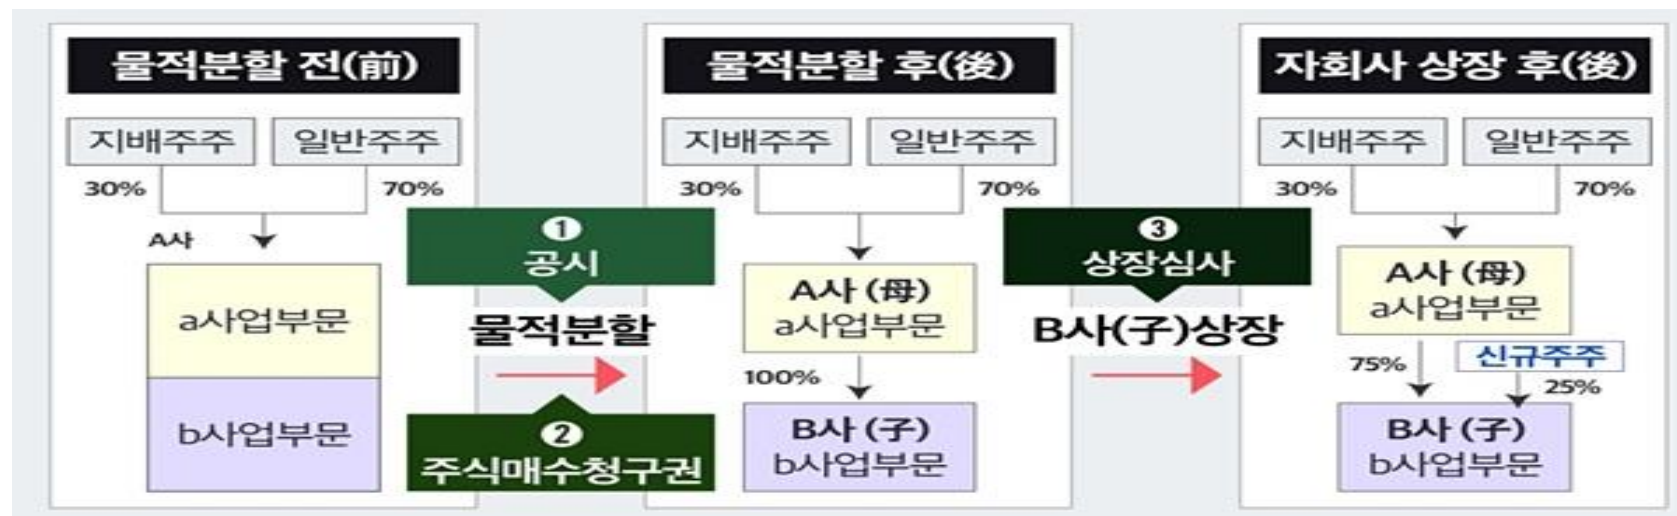 물적분할 전(前)
지배주주 일반주주
30% 70%
A사
a사업부문
b사업부문
❶
공시
물적분할
❷
주식매수청구권
물적분할 후(後)
지배주주 일반주주
30% 70%
A사 (母)
a사업부문
100%
B사 (子)
b사업부문
❸
상장심사
B사(子)상장
자회사 상장 후(後)
지배주주 일반주주
30% 70%
A사 (母)
a사업부문
75% 신규주주
25%
B사 (子)
b사업부문